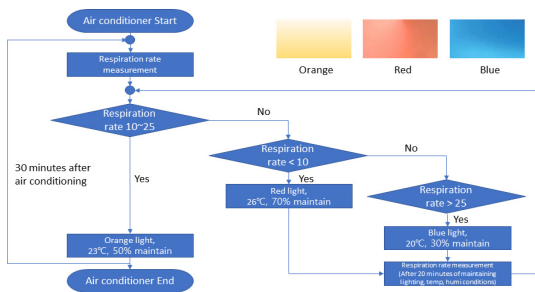 Air conditioner Start
Respiration rate
measurement
Orange
Red
Blue
Respiration
rate 10~25
No
30 minutes after
air conditioning
Yes
Respiration
rate < 10
No
Yes
Red light,
26℃, 70% maintain
Respiration
rate > 25
Yes
Orange light,
23℃, 50% maintain
Blue light,
20℃, 30% maintain
Air conditioner End
Respiration rate measurement
(After 20 minutes of maintaining
lighting, temp, humi conditions)